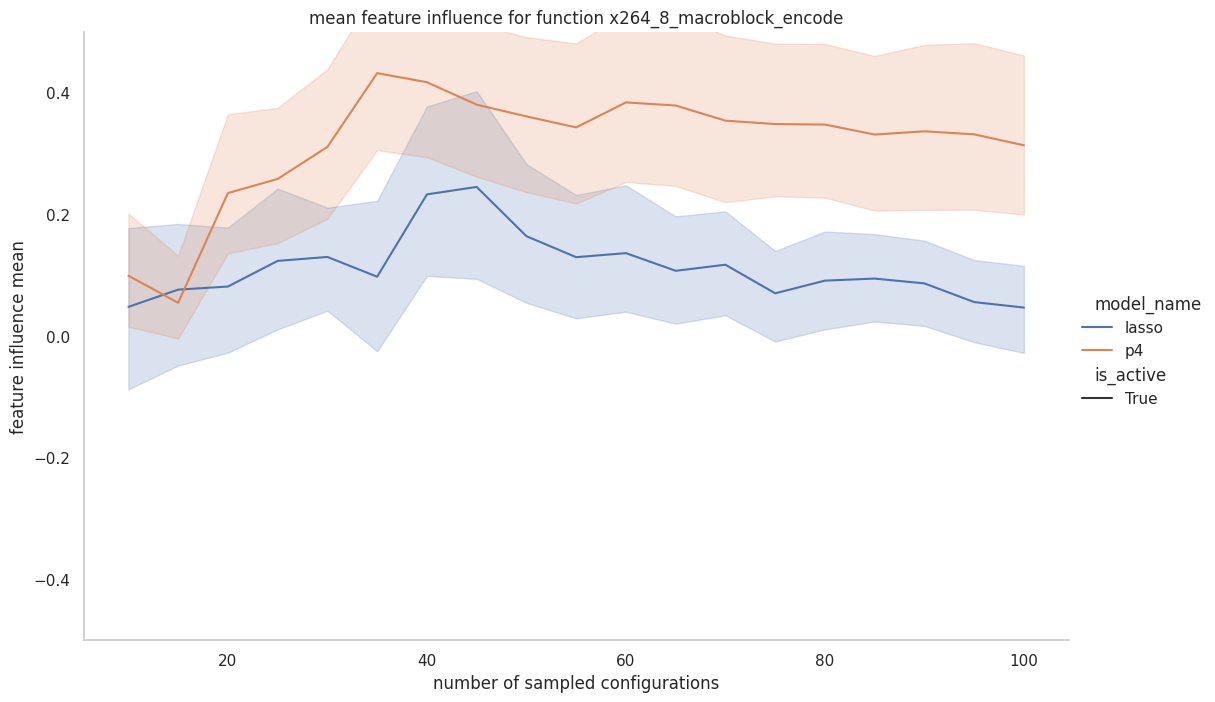 mean feature influence for function x264_8_macroblock_encode
0.4
0.2
0.0
−0.2
−0.4
feature influence mean
20
40
60
80
100
number of sampled configurations
model_name
lasso
p4
is_active
True